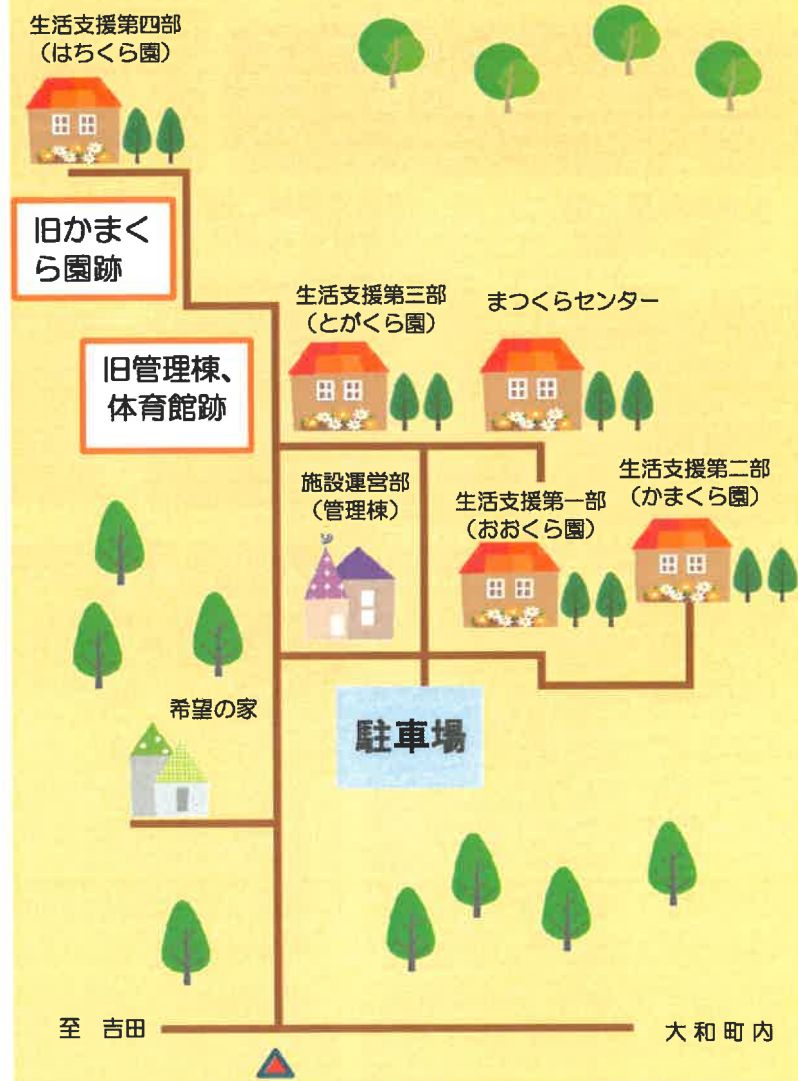 生活支援第四部
（はちくら園）
旧かまく
ら園跡
生活支援第三部
（とがくら園）
まつくらセンター
旧管理棟、
体育館跡
施設運営部
（管理棟）
生活支援第一部
（おおくら園）
生活支援第二部
（かまくら園）
希望の家
駐車場
至 吉田
大和町内